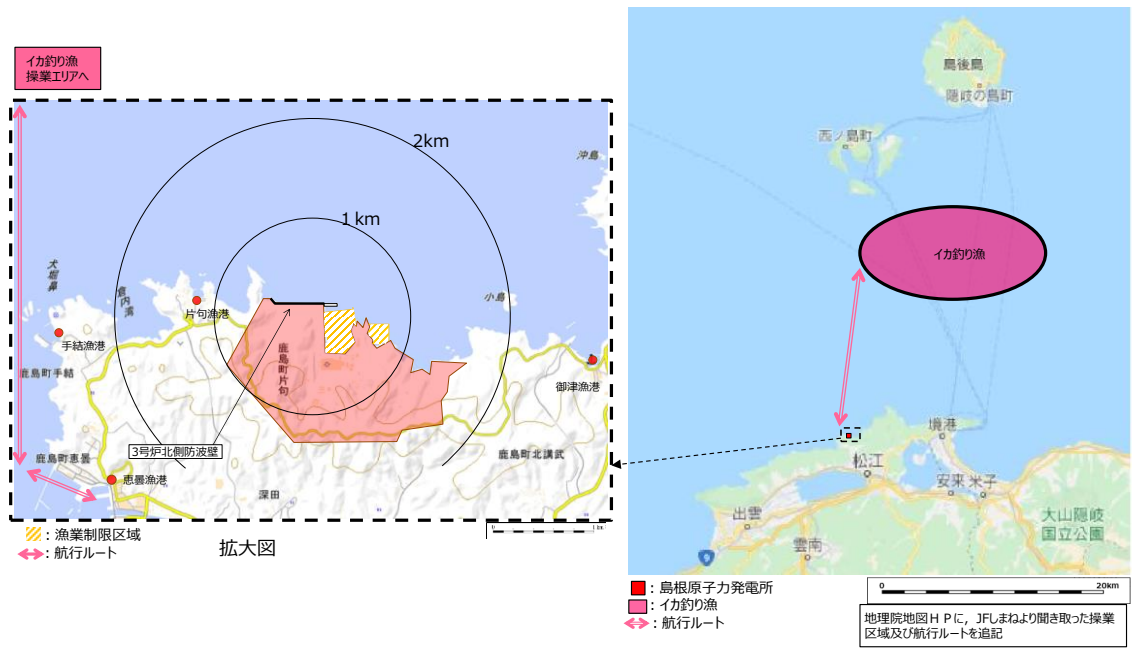 イカ釣り漁
操業エリアへ
2km
1km
沖島
犬堀鼻
倉内湾
片句漁港
小島
手結漁港
鹿島町手結
鹿島町片句
御津漁港
3号炉北側防波壁
鹿島町恵曇
恵曇漁港
鹿島町北講武
深田
0
1 km
:漁業制限区域
:航行ルート
拡大図
島後島
隠岐の島町
西ノ島町
イカ釣り漁
境港
松江
安来
米子
出雲
雲南
大山隠岐
国立公園
9
:島根原子力発電所
:イカ釣り漁
:航行ルート
0
20km
地理院地図HPに,JFしまねより聞き取った操業
区域及び航行ルートを追記